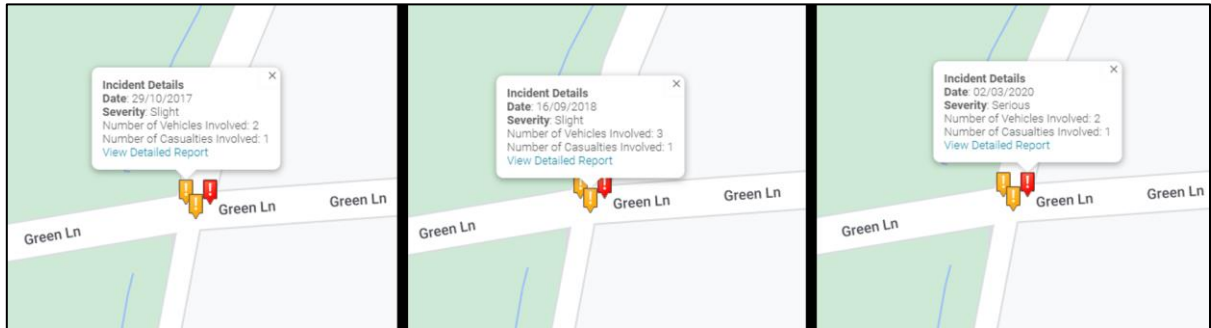 Incident Details
Date: 29/10/2017
Severity: Slight
Number of Vehicles Involved: 2
Number of Casualties Involved: 1
View Detailed Report
Green Ln
Green Ln
Green Ln
Incident Details
Date: 16/09/2018
Severity: Slight
Number of Vehicles Involved: 3
Number of Casualties Involved: 1
View Detailed Report
Green Ln
Green Ln
Green Ln
Incident Details
Date: 02/03/2020
Severity: Serious
Number of Vehicles Involved: 2
Number of Casualties Involved: 1
View Detailed Report
Green Ln
Green Ln
Green Ln